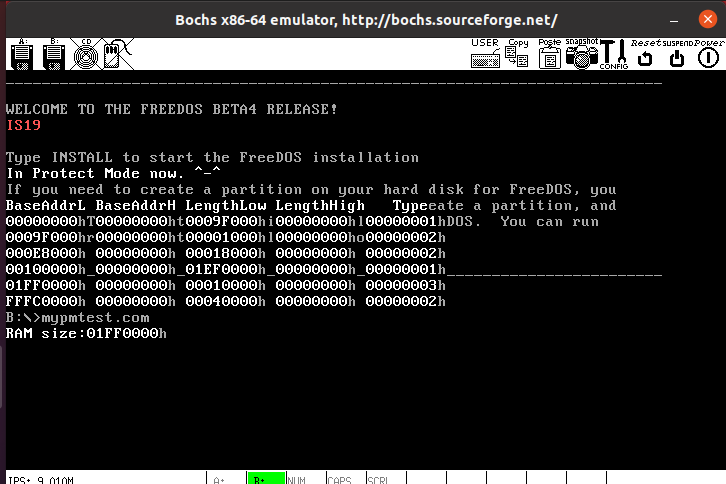 Bochs x86-64 emulator, http://bochs.sourceforge.net/
A: B: CD USER Copy Paste snapshot CONFIG Reset SUSPEND Power
WELCOME TO THE FREEDOS BETA4 RELEASE!
IS19
Type INSTALL to start the FreeDOS installation
In Protect Mode now. ^-^
If you need to create a partition on your hard disk for FreeDOS, you
BaseAddrL BaseAddrH LengthLow LengthHigh   Typeeate a partition, and
00000000hT00000000ht0009F000hi00000000hl00000001hDOS.  You can run
0009F000hr00000000ht00001000hl00000000ho00000002h
000E8000h 00000000h 00018000h 00000000h 00000002h
00100000h_00000000h_01EF0000h_00000000h_00000001h________________________
01FF0000h 00000000h 00010000h 00000000h 00000003h
FFFC0000h 00000000h 00040000h 00000000h 00000002h
B:\>mypmtest.com
RAM size:01FF0000h
IPS: 9.010M A: B: NUM CAPS SCRL